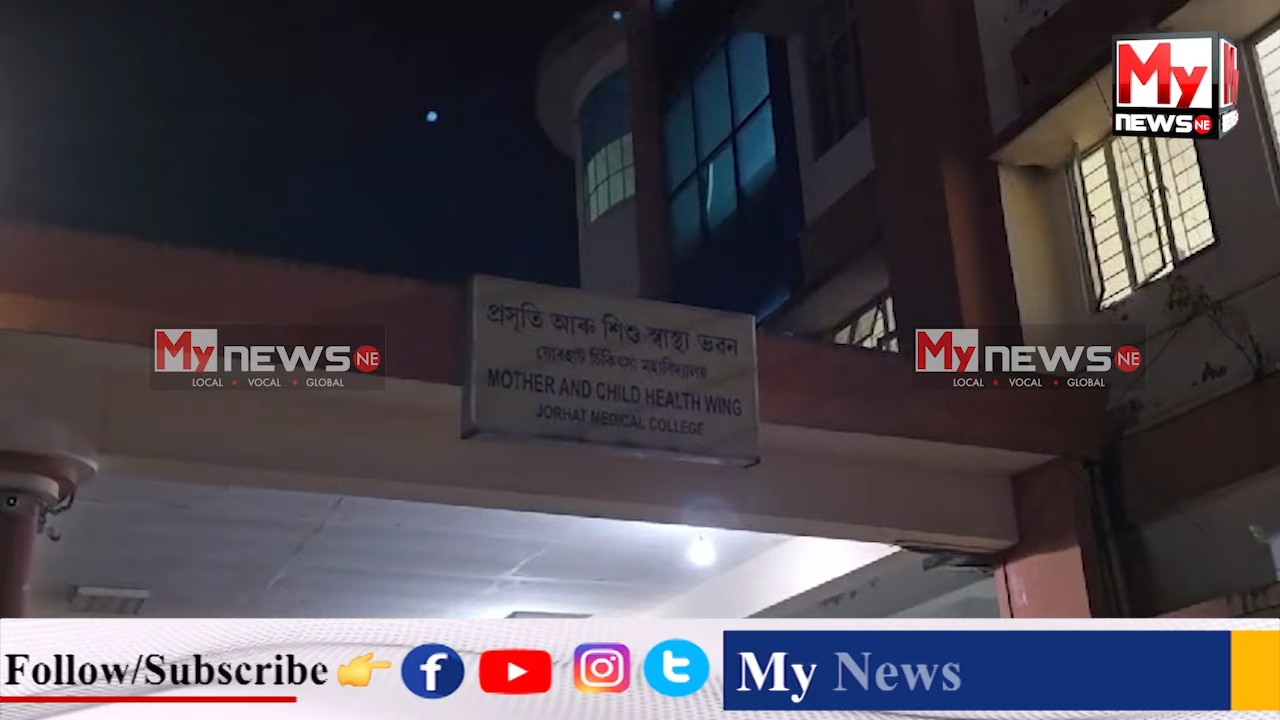 My
NEWS NE
প্ৰসূতি আৰু শিশু স্বাস্থ্য ভৱন
যোৰহাট চিকিৎসা মহাবিদ্যালয়
MOTHER AND CHILD HEALTH WING
JORHAT MEDICAL COLLEGE
My NEWS NE
LOCAL • VOCAL • GLOBAL
My NEWS NE
LOCAL • VOCAL • GLOBAL
Follow/Subscribe
My News